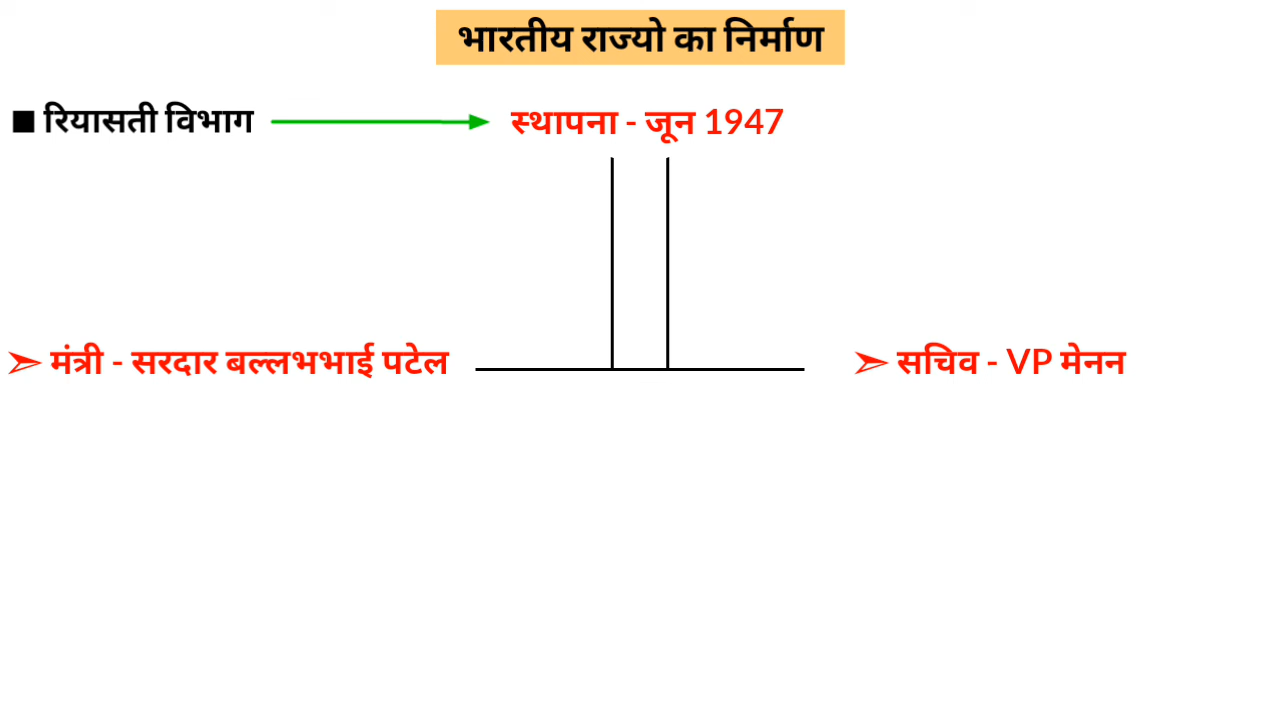 भारतीय राज्यो का निर्माण
■ रियासती विभाग स्थापना - जून 1947
➣ मंत्री - सरदार बल्लभभाई पटेल ➣ सचिव - VP मेनन